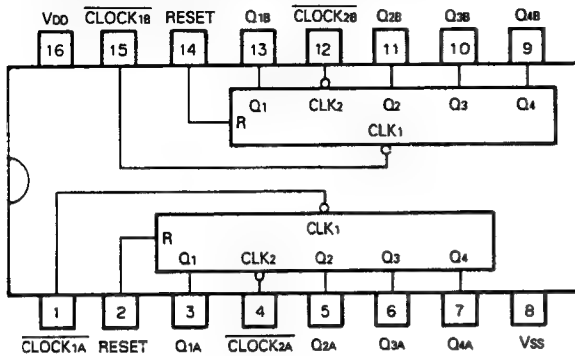 VDD CLOCK1B RESET Q1B CLOCK2B Q2B Q3B Q4B
16 15 14 13 12 11 10 9
Q1 CLK2 Q2 Q3 Q4
R
CLK1
CLK1
R
Q1 CLK2 Q2 Q3 Q4
1 2 3 4 5 6 7 8
CLOCK1A RESET Q1A CLOCK2A Q2A Q3A Q4A VSS